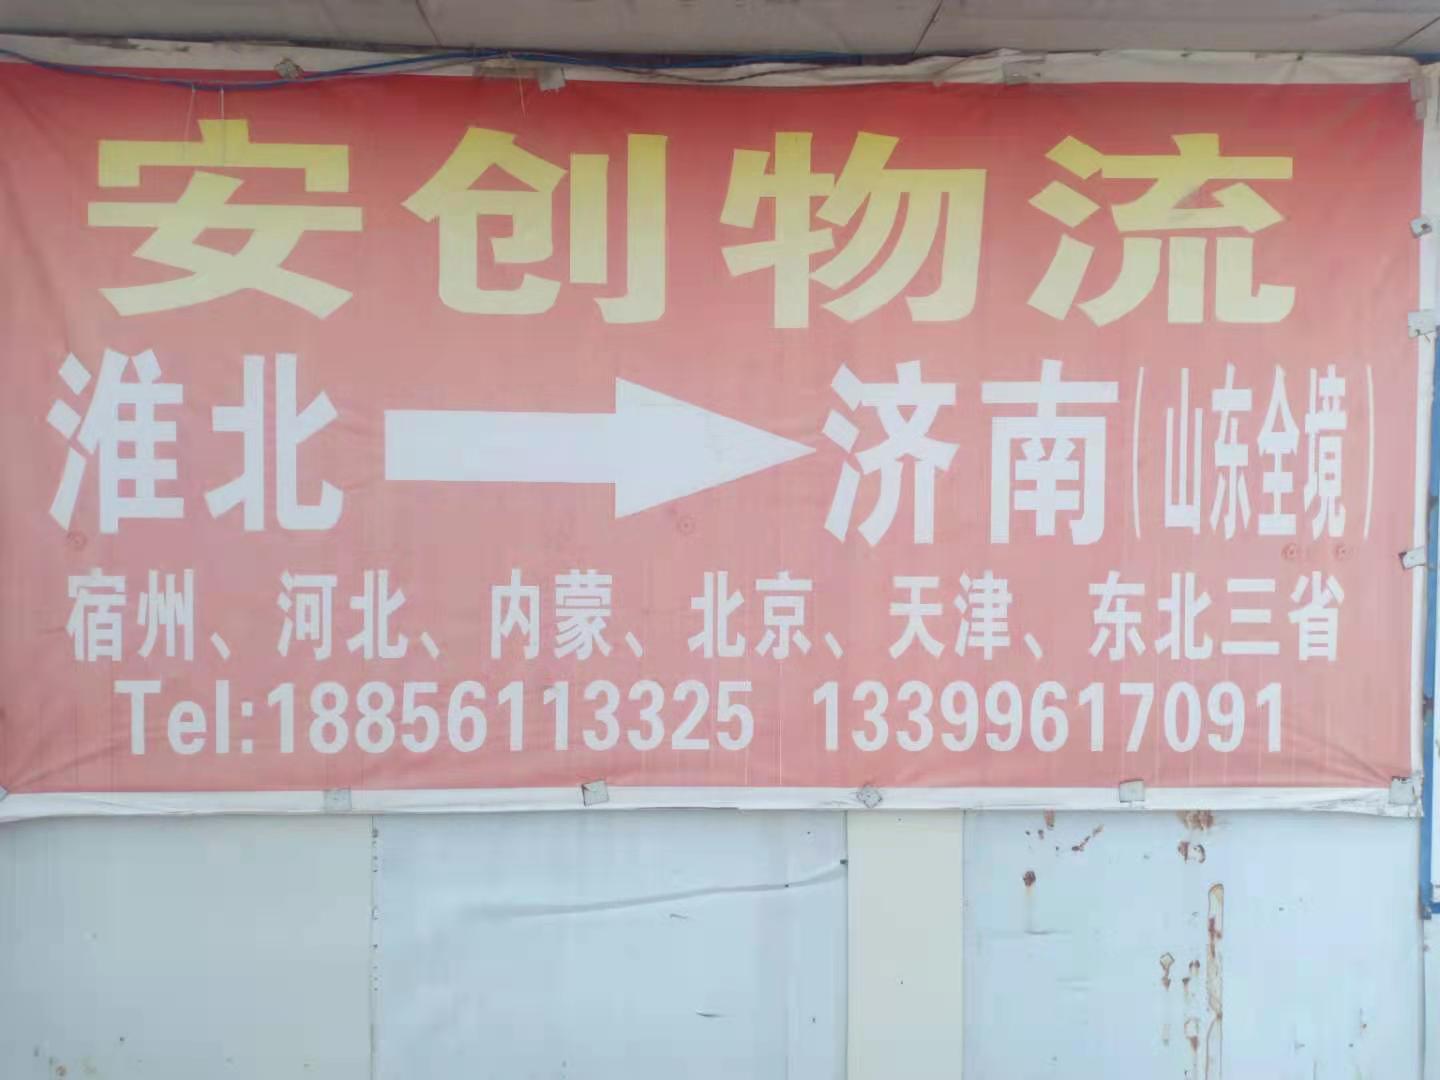 安创物流
淮北→济南(山东全境)
宿州、河北、内蒙、北京、天津、东北三省
Tel:18856113325 13399617091